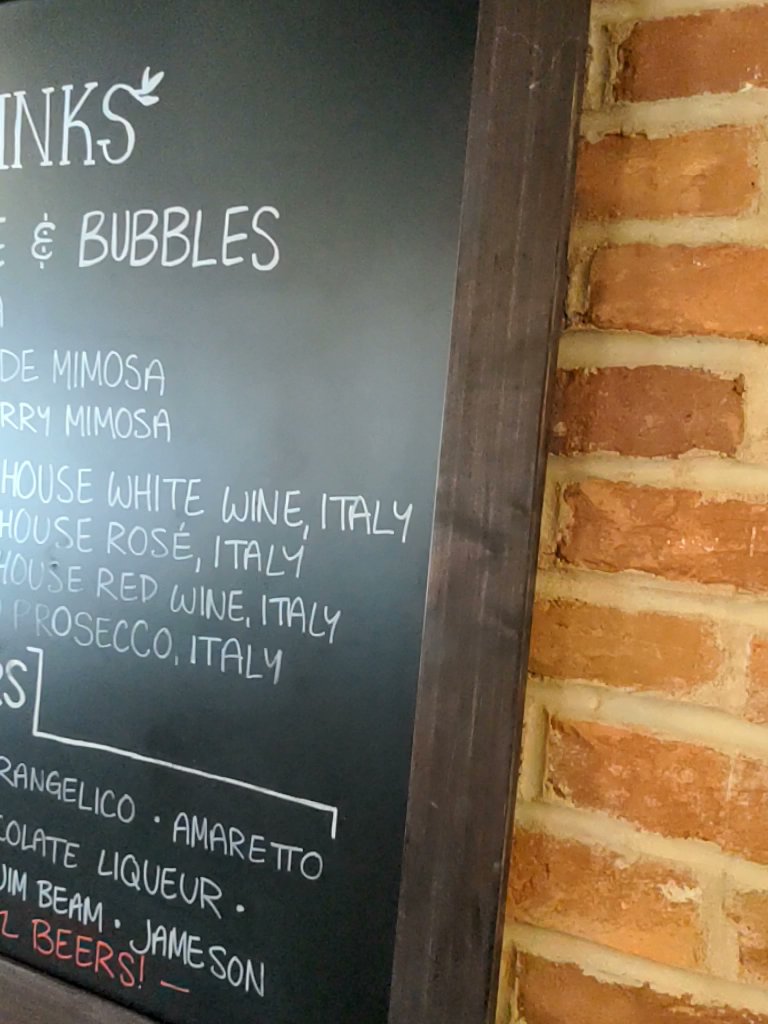 INKS
E & BUBBLES
A
DE MIMOSA
RRY MIMOSA
HOUSE WHITE WINE, ITALY
HOUSE ROSÉ, ITALY
HOUSE RED WINE, ITALY
PROSECCO, ITALY
RS
RANGELICO · AMARETTO
COLATE LIQUEUR ·
JIM BEAM · JAMESON
BEERS! —